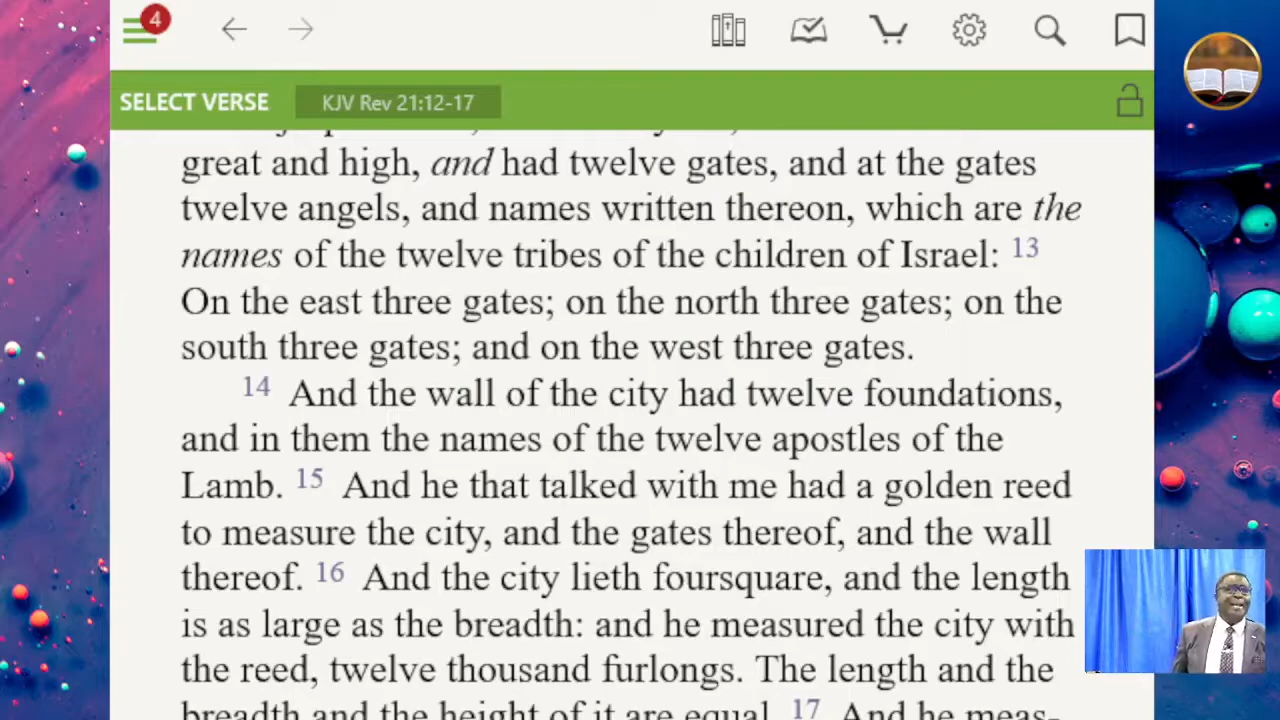 4
SELECT VERSE KJV Rev 21:12-17
great and high, and had twelve gates, and at the gates
twelve angels, and names written thereon, which are the
names of the twelve tribes of the children of Israel: 13
On the east three gates; on the north three gates; on the
south three gates; and on the west three gates.
14 And the wall of the city had twelve foundations,
and in them the names of the twelve apostles of the
Lamb. 15 And he that talked with me had a golden reed
to measure the city, and the gates thereof, and the wall
thereof. 16 And the city lieth foursquare, and the length
is as large as the breadth: and he measured the city with
the reed, twelve thousand furlongs. The length and the
breadth and the height of it are equal. 17 And he meas-